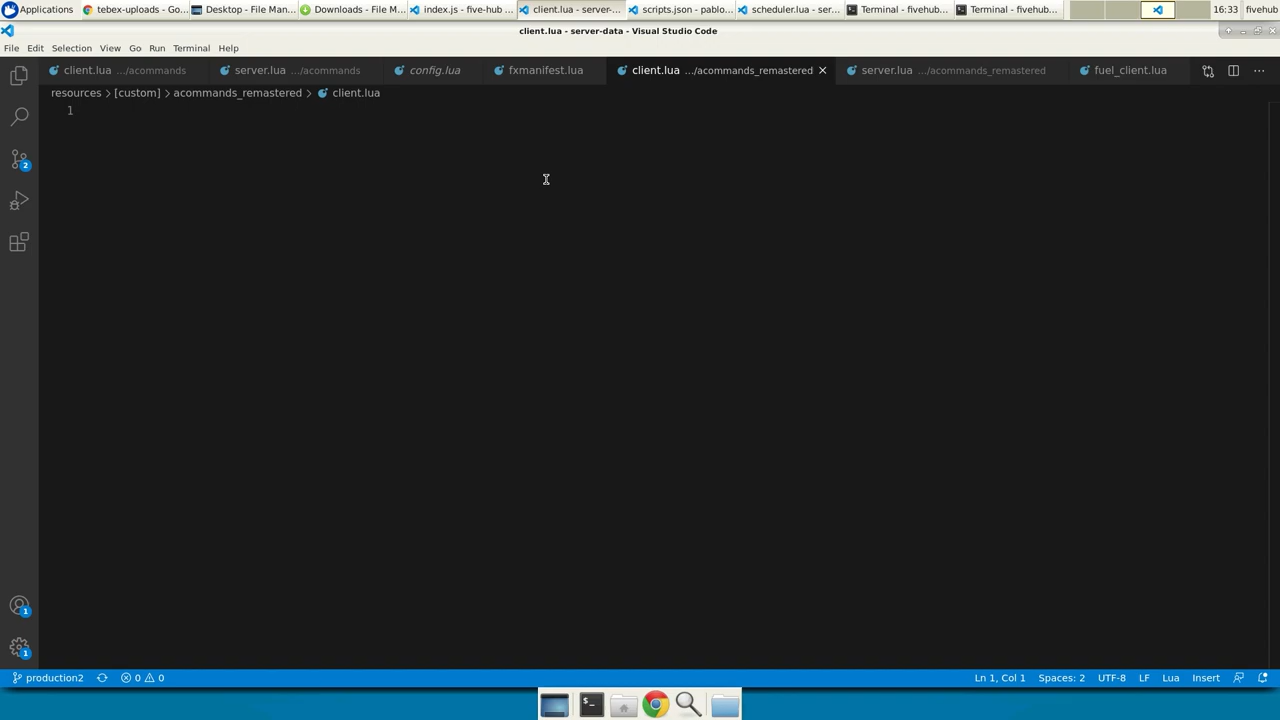 Applications tebex-uploads - Go... Desktop - File Man... Downloads - File M... index.js - five-hub ... client.lua - server-... scripts.json - pablo... scheduler.lua - ser... Terminal - fivehub... Terminal - fivehub... 16:33 fivehub
client.lua - server-data - Visual Studio Code
File Edit Selection View Go Run Terminal Help
client.lua .../acommands server.lua .../acommands config.lua fxmanifest.lua client.lua .../acommands_remastered server.lua .../acommands_remastered fuel_client.lua
resources > [custom] > acommands_remastered > client.lua
1
2
1
1
production2 0 0 Ln 1, Col 1 Spaces: 2 UTF-8 LF Lua Insert